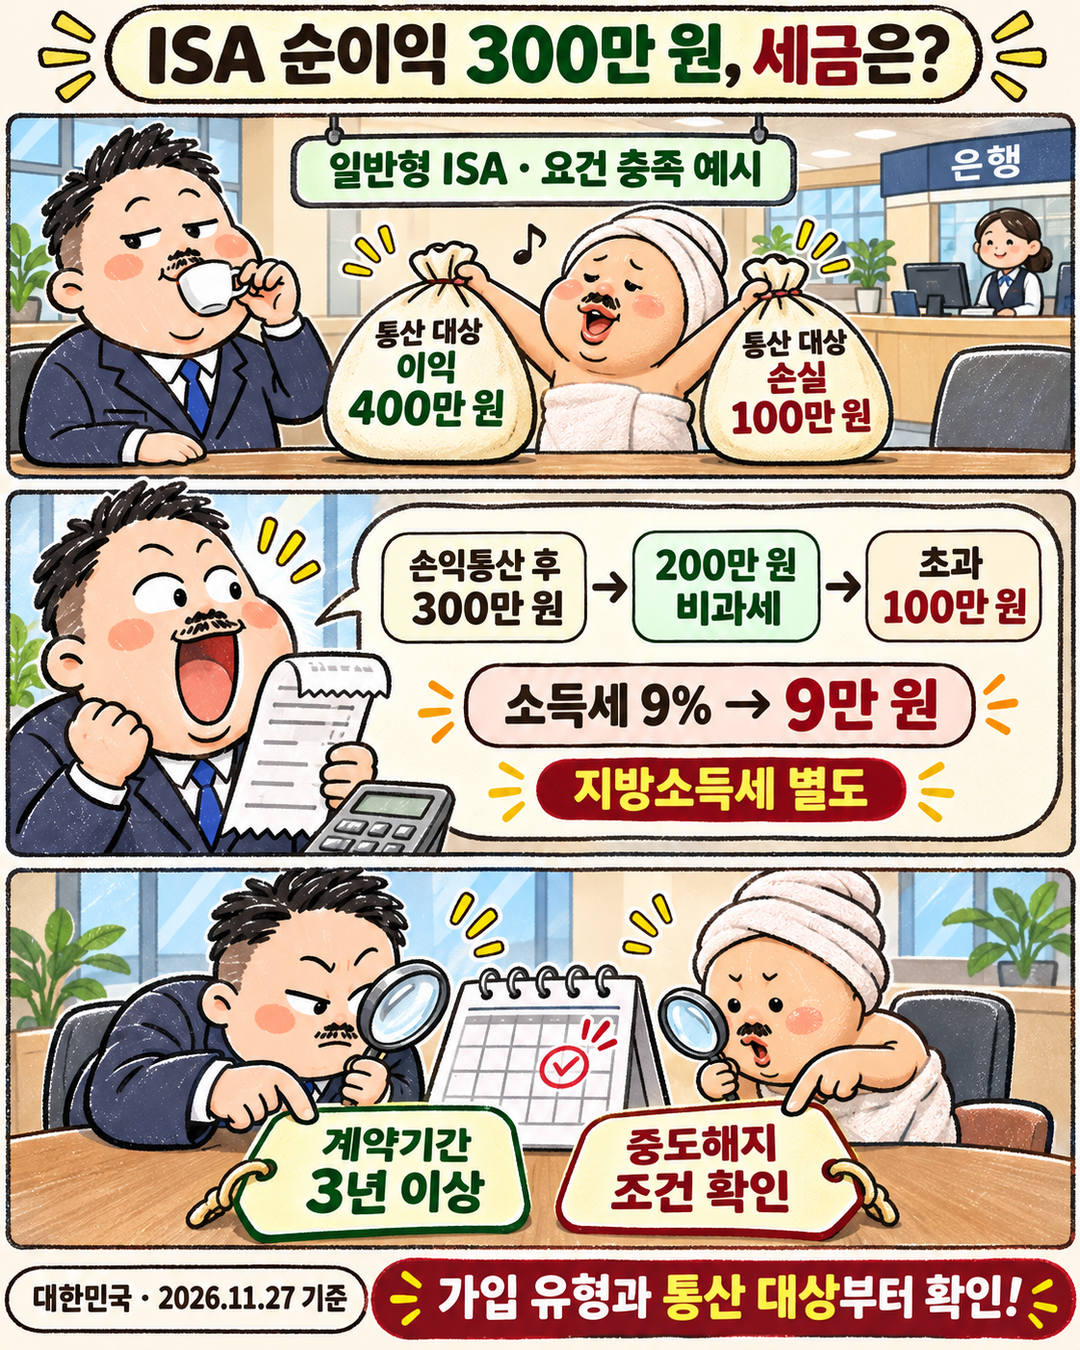 ISA 순이익 300만 원, 세금은?
일반형 ISA · 요건 충족 예시
은행
통산 대상
이익
400만 원
통산 대상
손실
100만 원
손익통산 후
300만 원
→
200만 원
비과세
→
초과
100만 원
소득세 9% → 9만 원
지방소득세 별도
계약기간
3년 이상
중도해지
조건 확인
대한민국 · 2026.11.27 기준
가입 유형과 통산 대상부터 확인!